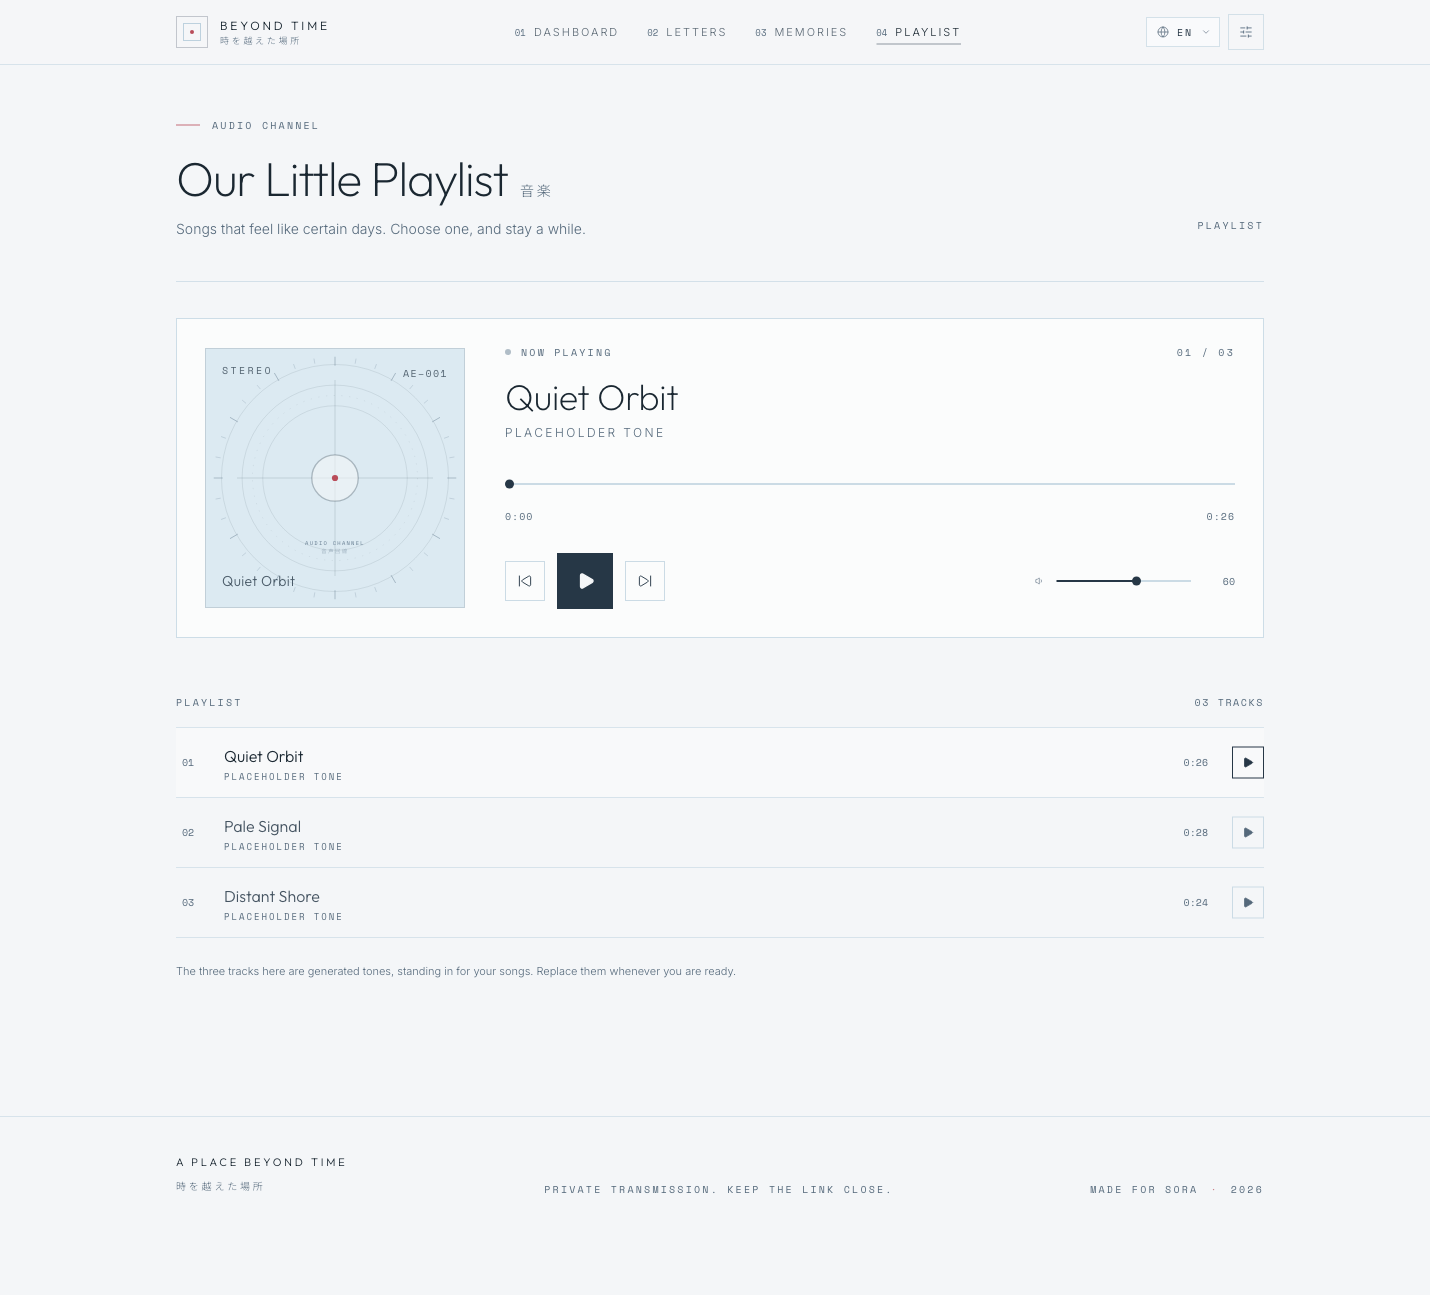 BEYOND TIME
時を越えた場所
01 DASHBOARD
02 LETTERS
03 MEMORIES
04 PLAYLIST
EN
AUDIO CHANNEL
Our Little Playlist 音楽
Songs that feel like certain days. Choose one, and stay a while.
PLAYLIST
STEREO
AE-001
AUDIO CHANNEL
Quiet Orbit
NOW PLAYING
01 / 03
Quiet Orbit
PLACEHOLDER TONE
0:00
0:26
60
PLAYLIST
03 TRACKS
01
Quiet Orbit
PLACEHOLDER TONE
0:26
02
Pale Signal
PLACEHOLDER TONE
0:28
03
Distant Shore
PLACEHOLDER TONE
0:24
The three tracks here are generated tones, standing in for your songs. Replace them whenever you are ready.
A PLACE BEYOND TIME
時を越えた場所
PRIVATE TRANSMISSION. KEEP THE LINK CLOSE.
MADE FOR SORA · 2026